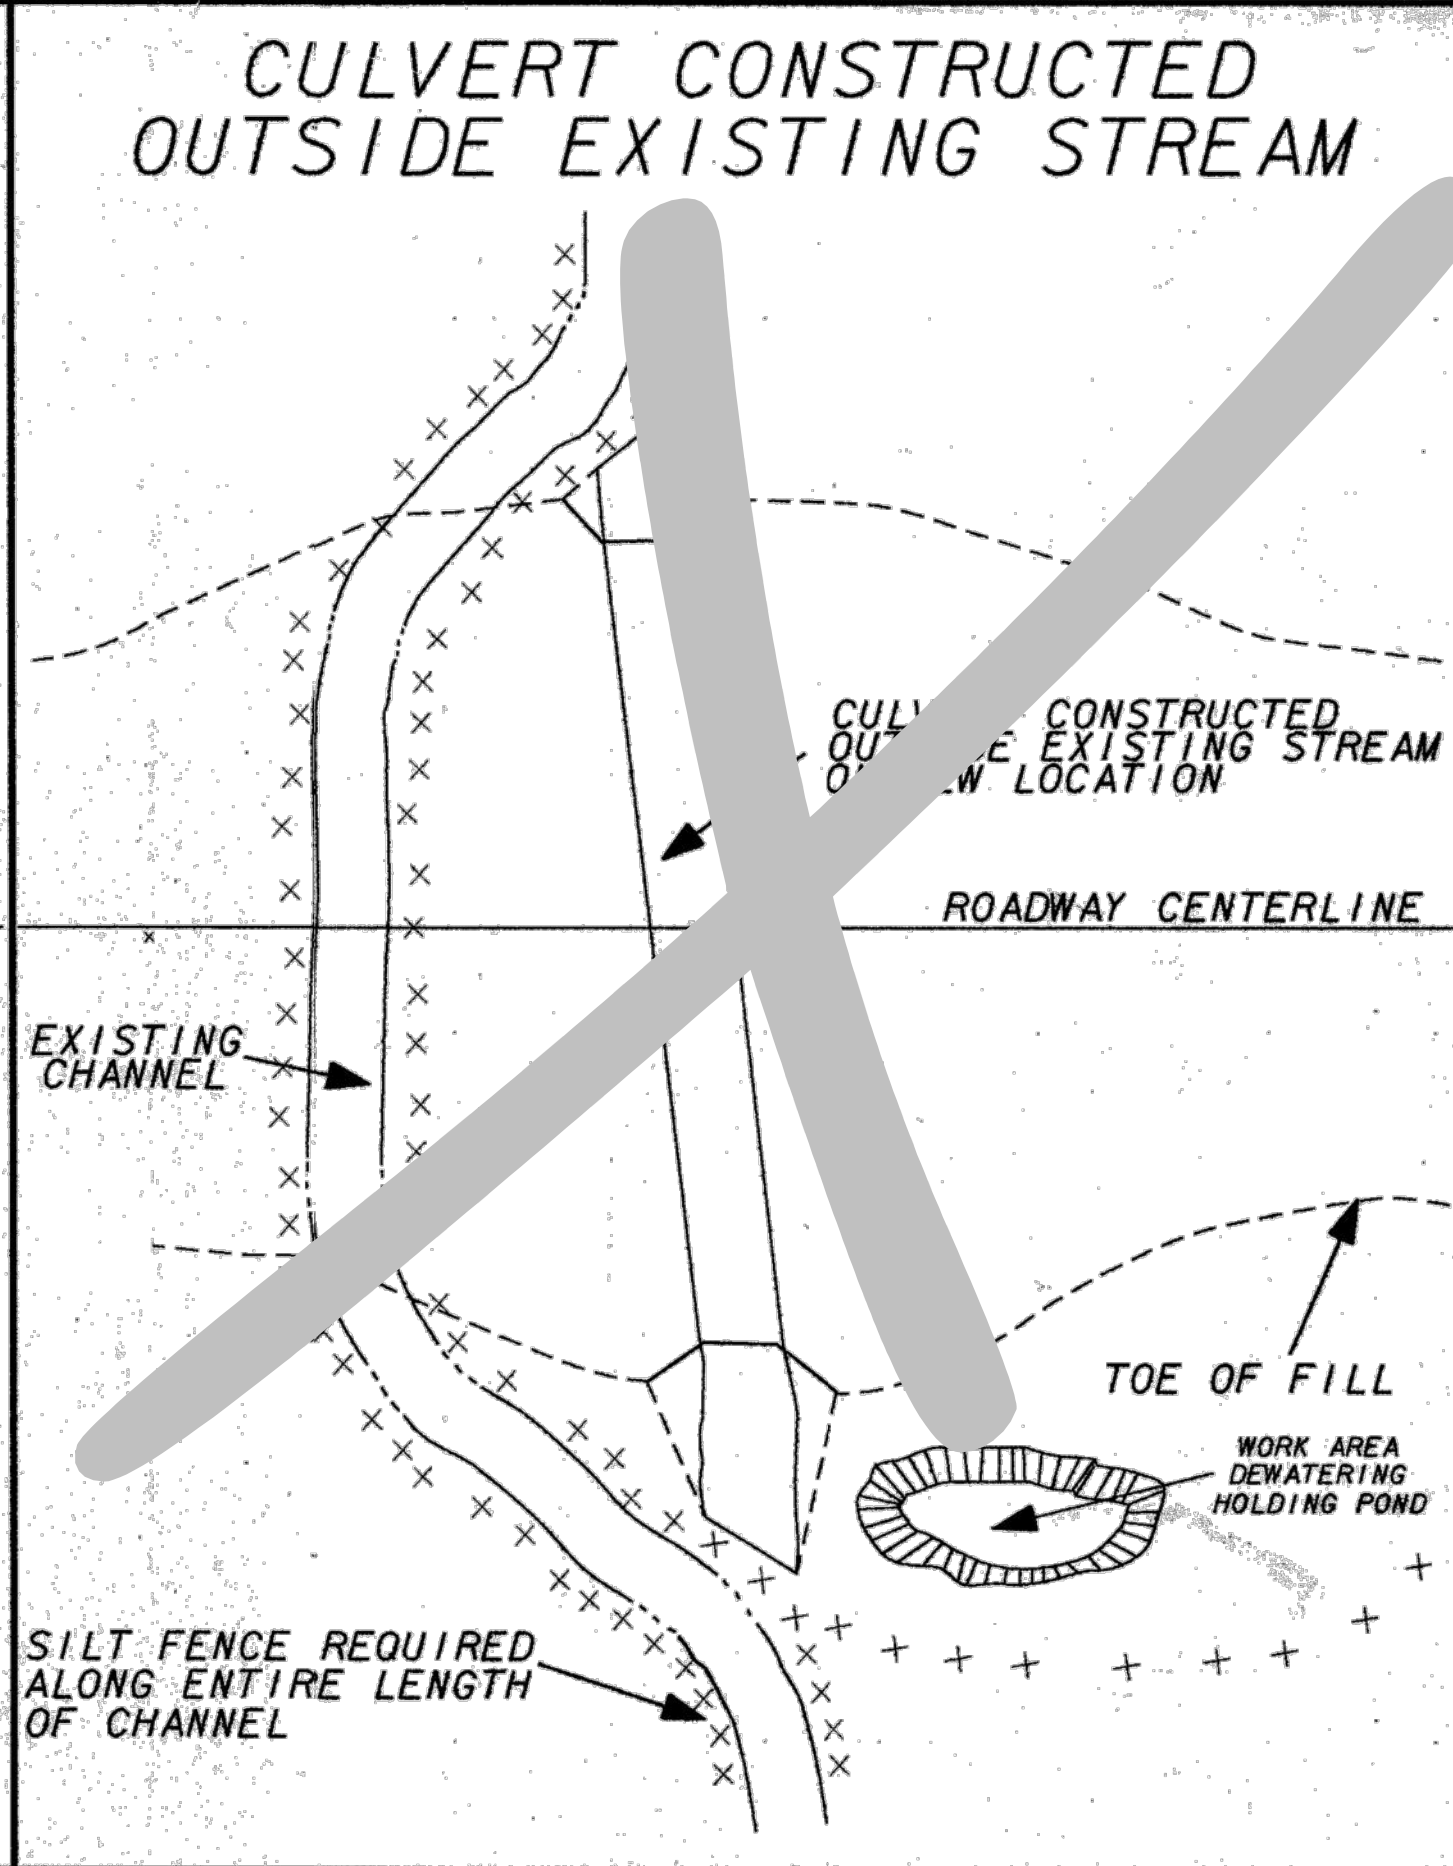 CULVERT CONSTRUCTED
OUTSIDE EXISTING STREAM
CONSTRUCTED
EXISTING STREAM
LOCATION
ROADWAY CENTERLINE
EXISTING
CHANNEL
TOE OF FILL
WORK AREA
DEWATERING
HOLDING POND
SILT FENCE REQUIRED
ALONG ENTIRE LENGTH
OF CHANNEL